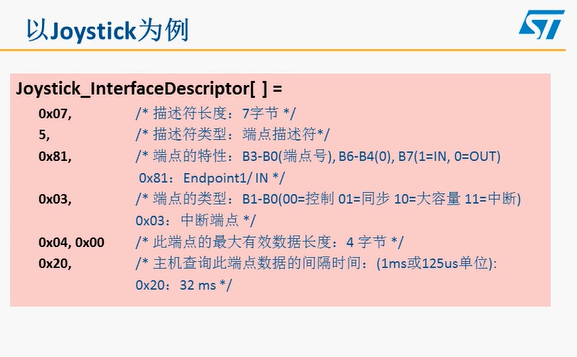 以Joystick为例
ST
Joystick_InterfaceDescriptor[ ] =
0x07, /* 描述符长度：7字节 */
5, /* 描述符类型：端点描述符*/
0x81, /* 端点的特性：B3-B0(端点号), B6-B4(0), B7(1=IN, 0=OUT)
0x81：Endpoint1/ IN */
0x03, /* 端点的类型：B1-B0(00=控制 01=同步 10=大容量 11=中断)
0x03：中断端点 */
0x04, 0x00 /* 此端点的最大有效数据长度：4 字节 */
0x20, /* 主机查询此端点数据的间隔时间：(1ms或125us单位):
0x20：32 ms */